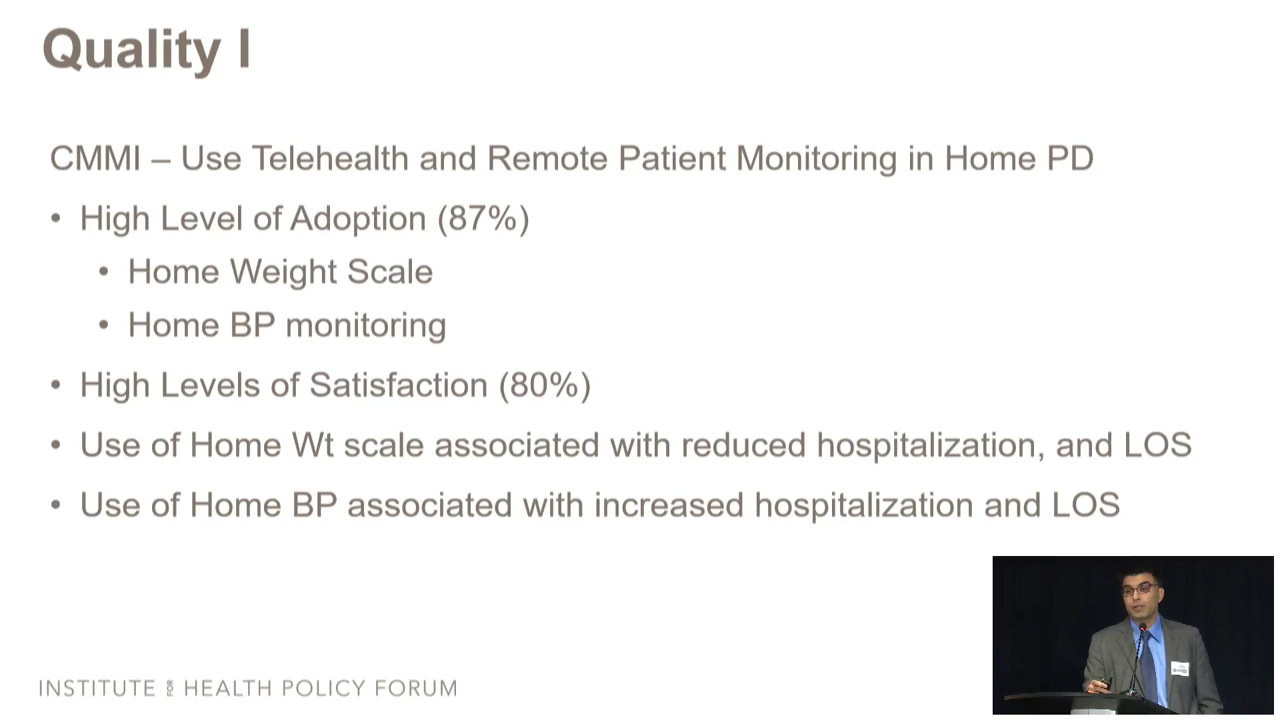 Quality I
CMMI – Use Telehealth and Remote Patient Monitoring in Home PD
• High Level of Adoption (87%)
• Home Weight Scale
• Home BP monitoring
• High Levels of Satisfaction (80%)
• Use of Home Wt scale associated with reduced hospitalization, and LOS
• Use of Home BP associated with increased hospitalization and LOS
INSTITUTE FOR HEALTH POLICY FORUM